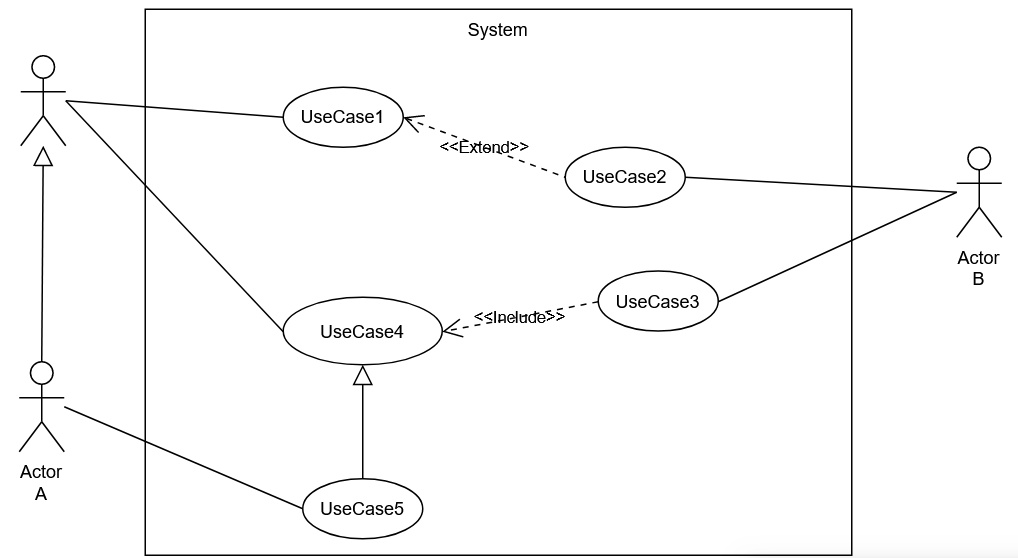 System
UseCase1
<<Extend>>
UseCase2
Actor
B
UseCase3
<<Include>>
UseCase4
Actor
A
UseCase5